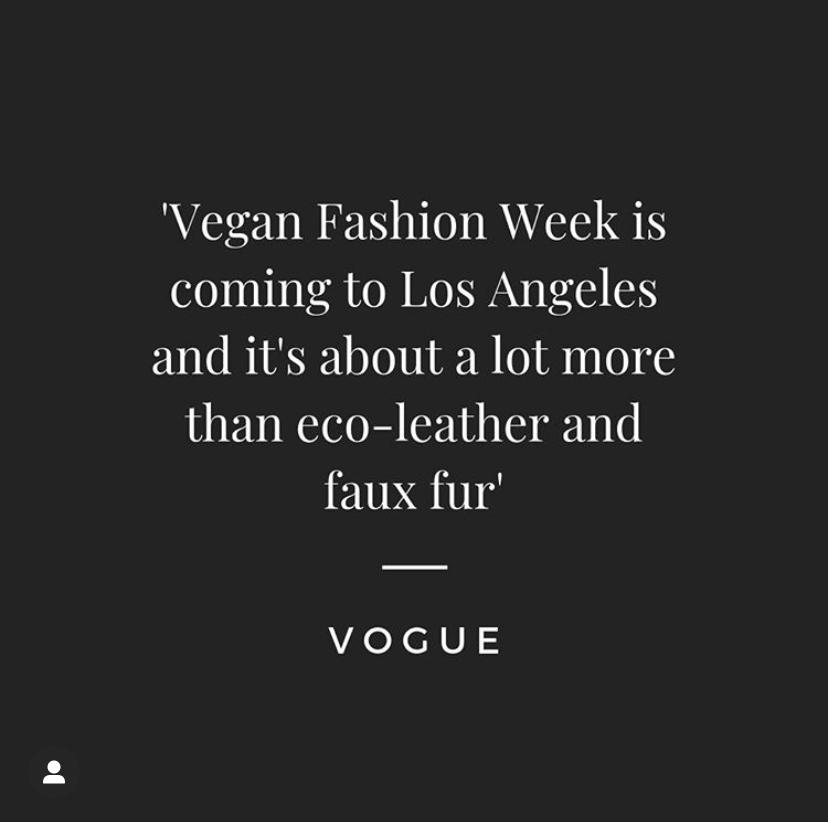 'Vegan Fashion Week is
coming to Los Angeles
and it's about a lot more
than eco-leather and
faux fur'
VOGUE